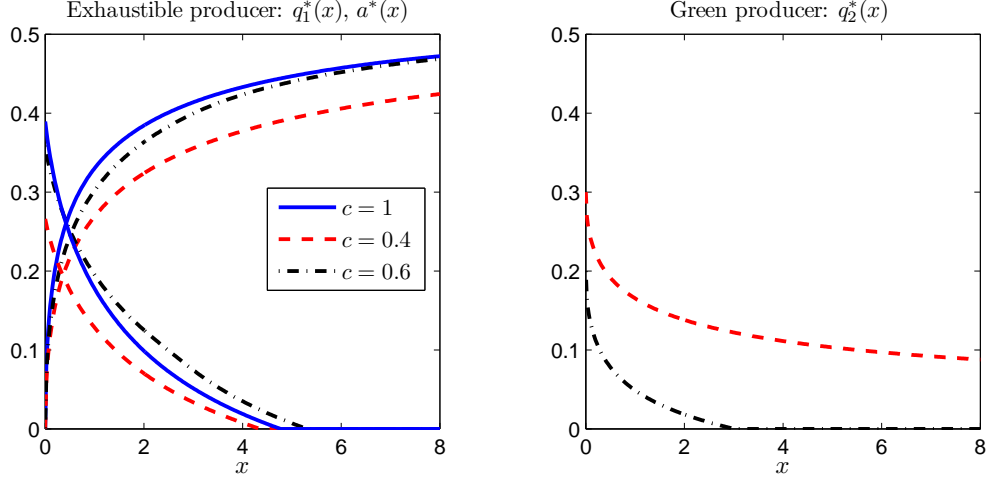 Exhaustible producer: q₁*(x), a*(x)
0.5
0.4
0.3
0.2
0.1
0
0 2 4 6 8
x
c = 1
c = 0.4
c = 0.6
Green producer: q₂*(x)
0.5
0.4
0.3
0.2
0.1
0
0 2 4 6 8
x